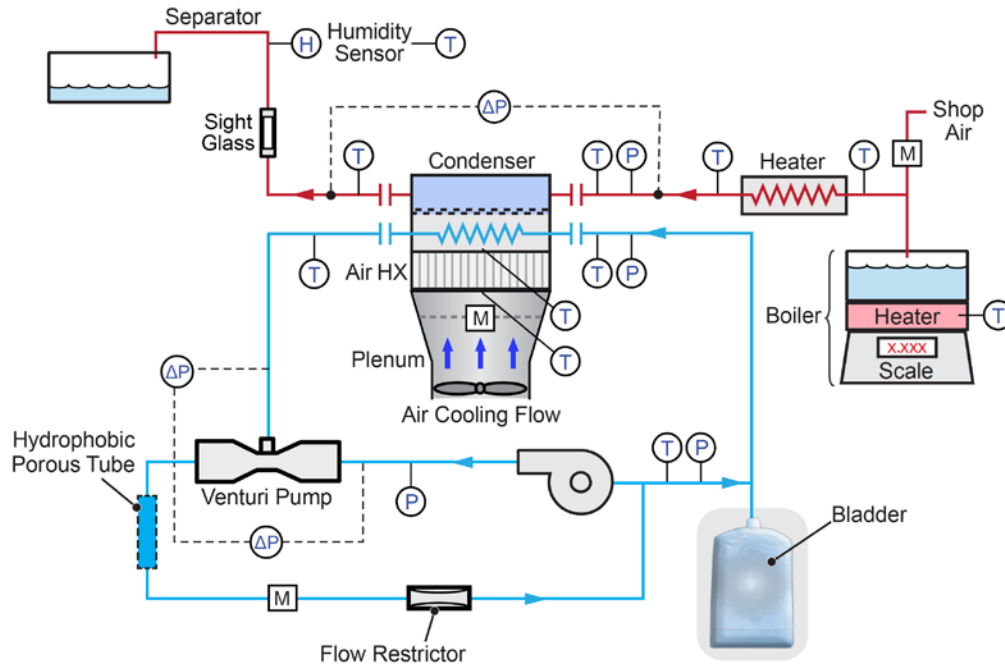 Separator
H
Humidity
Sensor
T
ΔP
Shop
Air
M
Sight
Glass
T
Condenser
T
P
T
Heater
T
T
Air HX
T
P
Boiler
Heater
T
X.XXX
Scale
M
T
Plenum
T
ΔP
Air Cooling Flow
Hydrophobic
Porous Tube
Venturi Pump
P
T
P
Bladder
ΔP
M
Flow Restrictor